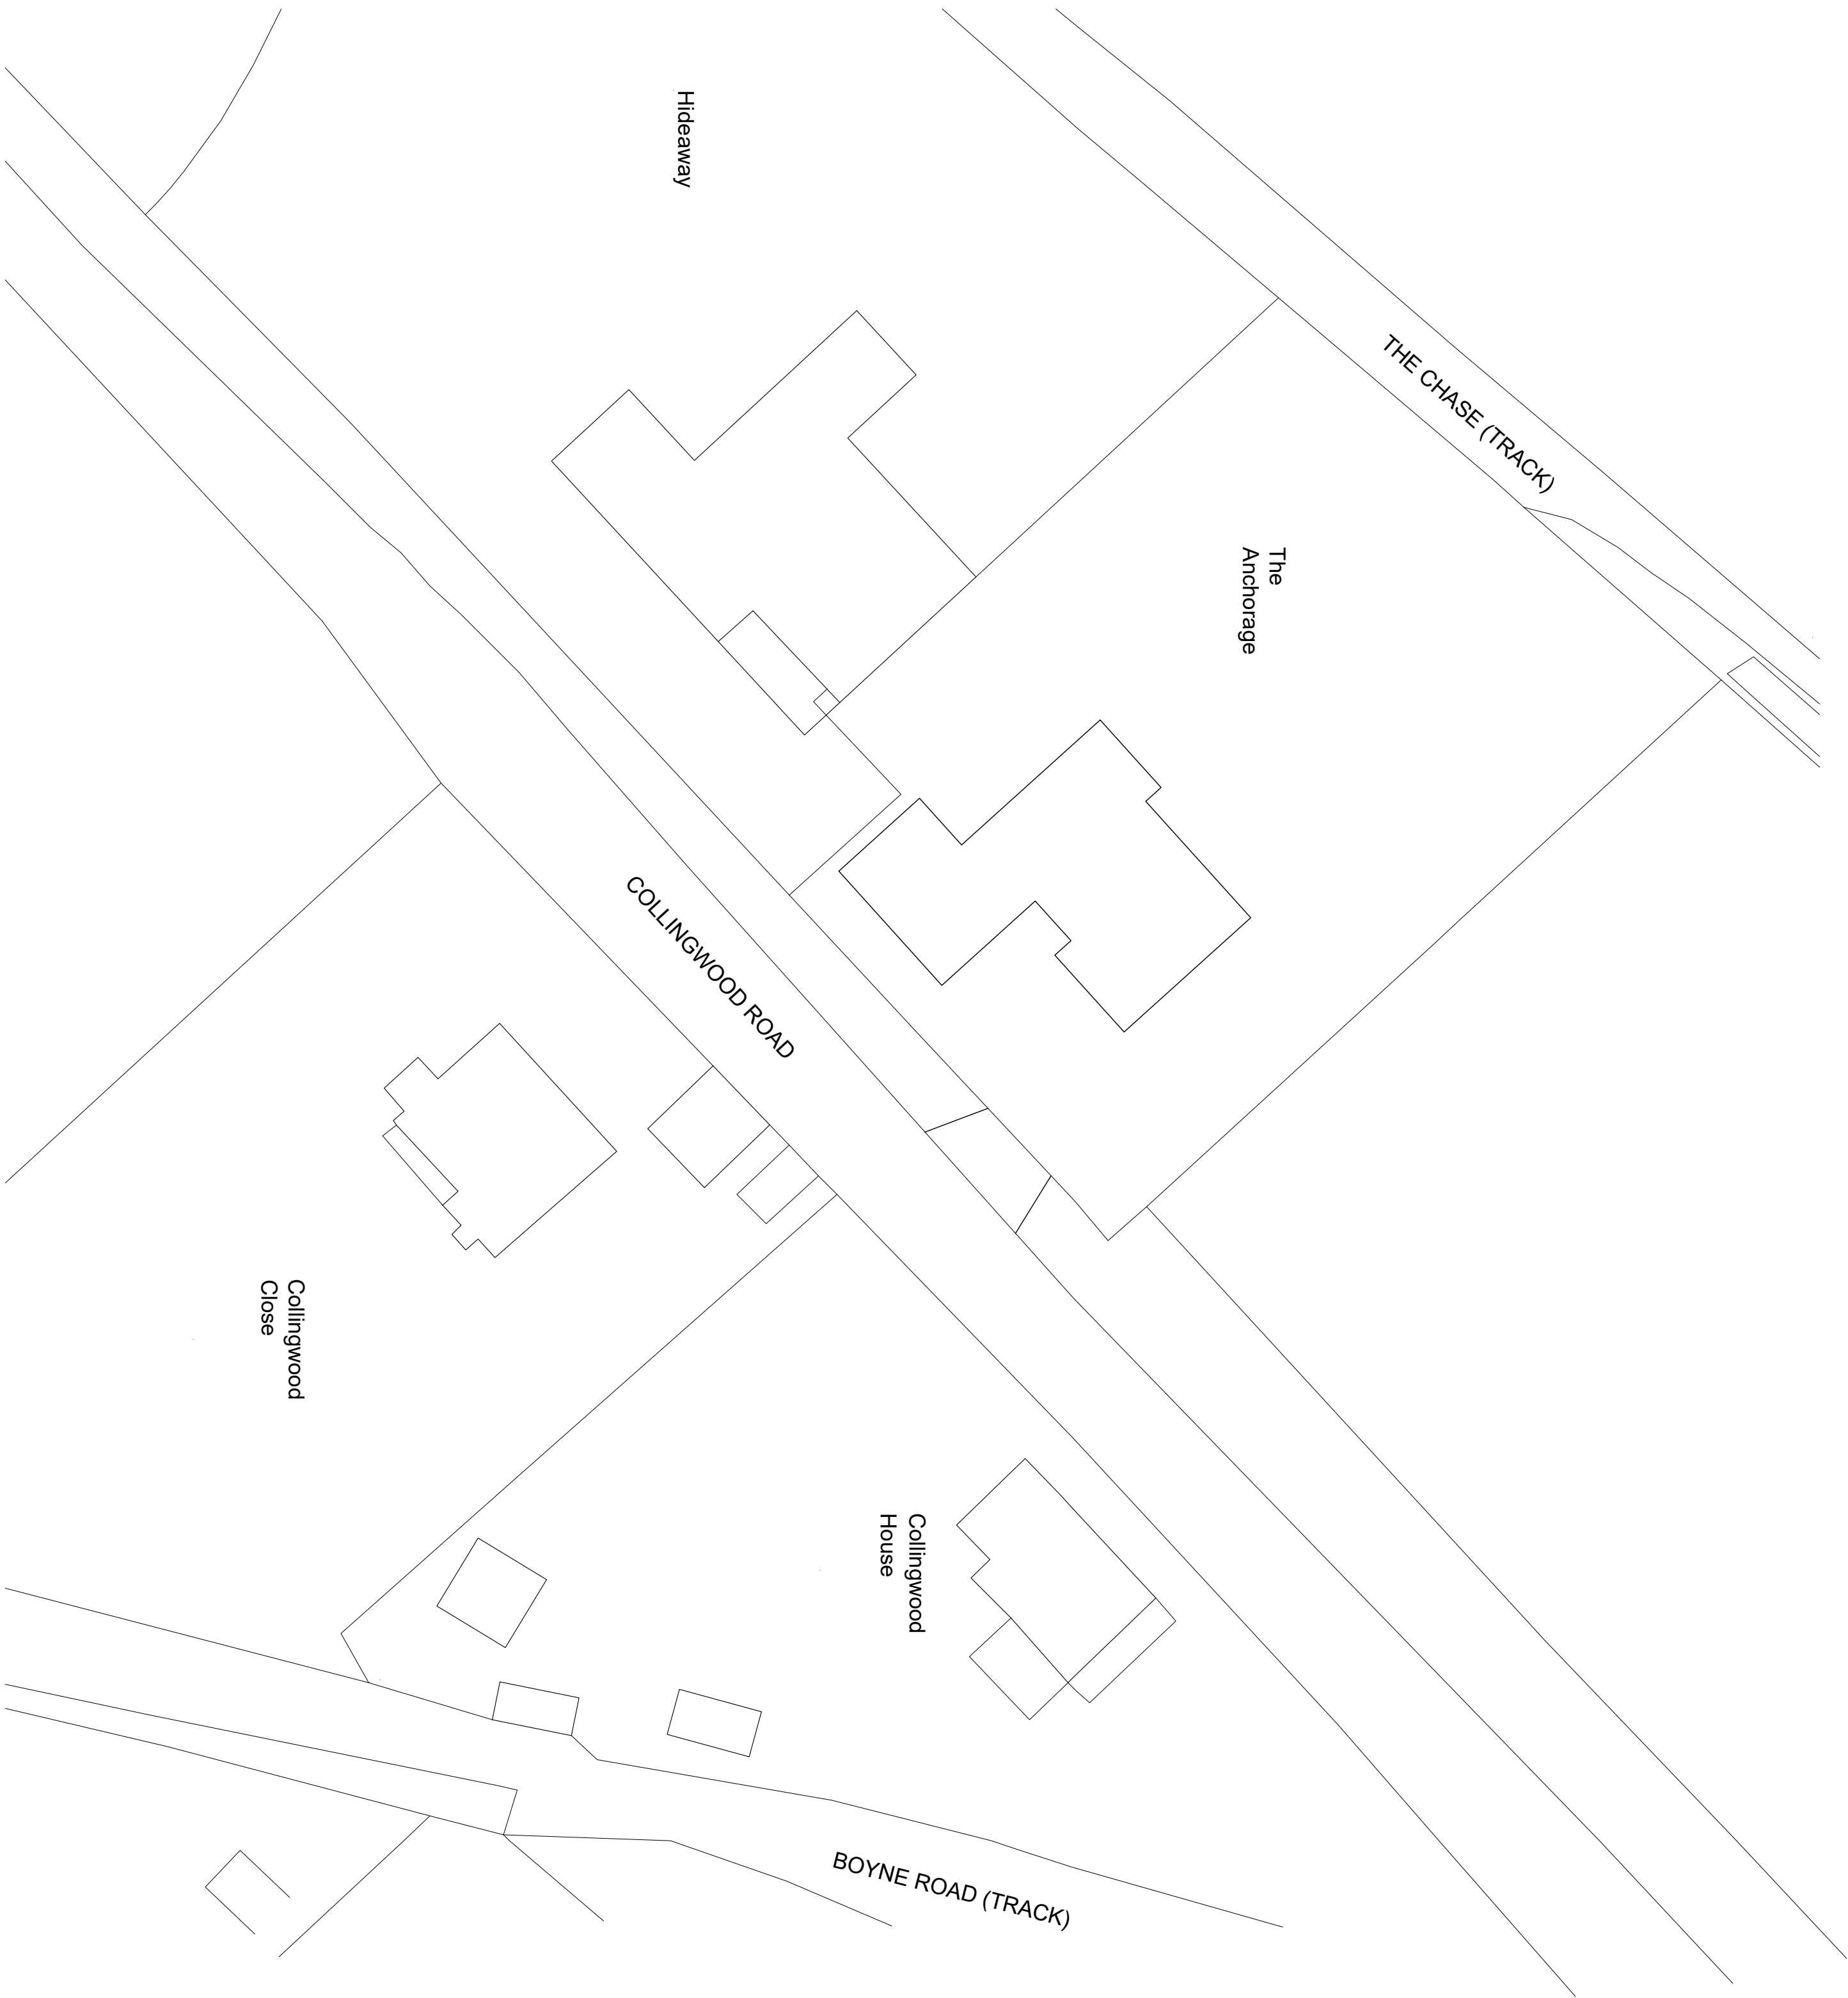 Hideaway
THE CHASE (TRACK)
The
Anchorage
COLLINGWOOD ROAD
Collingwood
Close
Collingwood
House
BOYNE ROAD (TRACK)